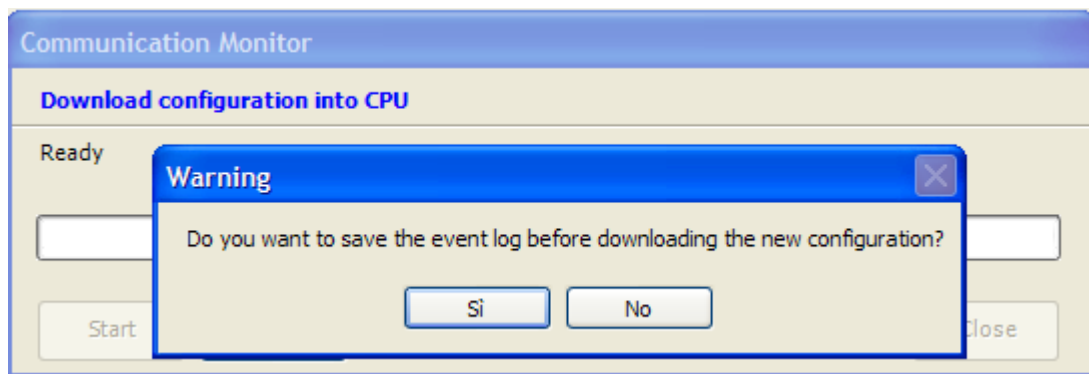 Communication Monitor
Download configuration into CPU
Ready
Warning
Do you want to save the event log before downloading the new configuration?
Sì
No
Start
Close